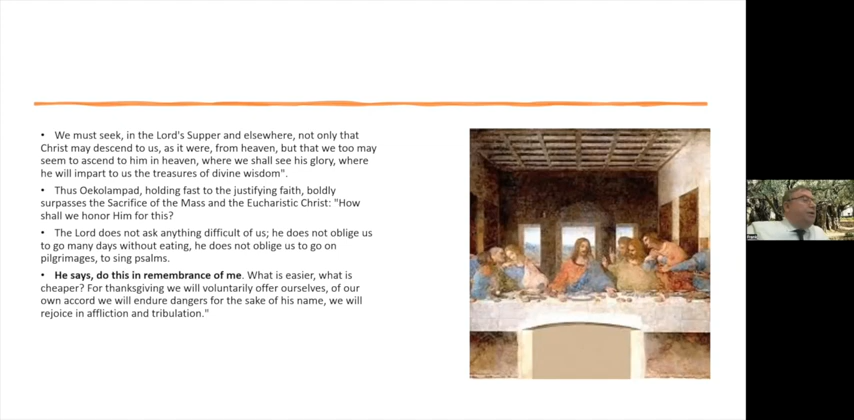 • We must seek, in the Lord's Supper and elsewhere, not only that
Christ may descend to us, as it were, from heaven, but that we too may
seem to ascend to him in heaven, where we shall see his glory, where
he will impart to us the treasures of divine wisdom".
• Thus Oekolampad, holding fast to the justifying faith, boldly
surpasses the Sacrifice of the Mass and the Eucharistic Christ: "How
shall we honor Him for this?
• The Lord does not ask anything difficult of us; he does not oblige us
to go many days without eating, he does not oblige us to go on
pilgrimages, to sing psalms.
• He says, do this in remembrance of me. What is easier, what is
cheaper? For thanksgiving we will voluntarily offer ourselves, of our
own accord we will endure dangers for the sake of his name, we will
rejoice in affliction and tribulation."